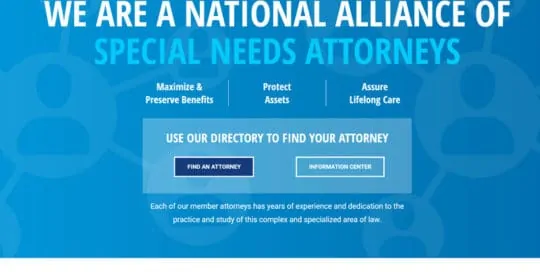 WE ARE A NATIONAL ALLIANCE OF
SPECIAL NEEDS ATTORNEYS
Maximize &
Preserve Benefits
Protect
Assets
Assure
Lifelong Care
USE OUR DIRECTORY TO FIND YOUR ATTORNEY
FIND AN ATTORNEY
INFORMATION CENTER
Each of our member attorneys has years of experience and dedication to the
practice and study of this complex and specialized area of law.